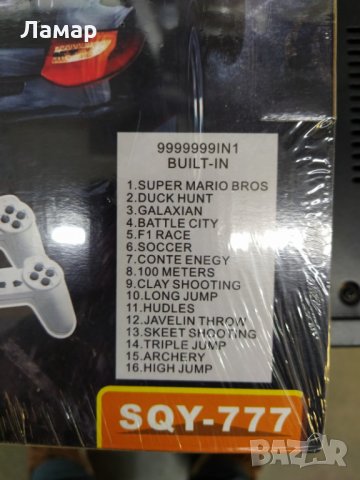 Ламар
9999999IN1
BUILT-IN
1.SUPER MARIO BROS
2.DUCK HUNT
3.GALAXIAN
4.BATTLE CITY
5.F1 RACE
6.SOCCER
7.CONTE ENEGY
8.100 METERS
9.CLAY SHOOTING
10.LONG JUMP
11.HUDLES
12.JAVELIN THROW
13.SKEET SHOOTING
14.TRIPLE JUMP
15.ARCHERY
16.HIGH JUMP
SQY-777
BAZAR